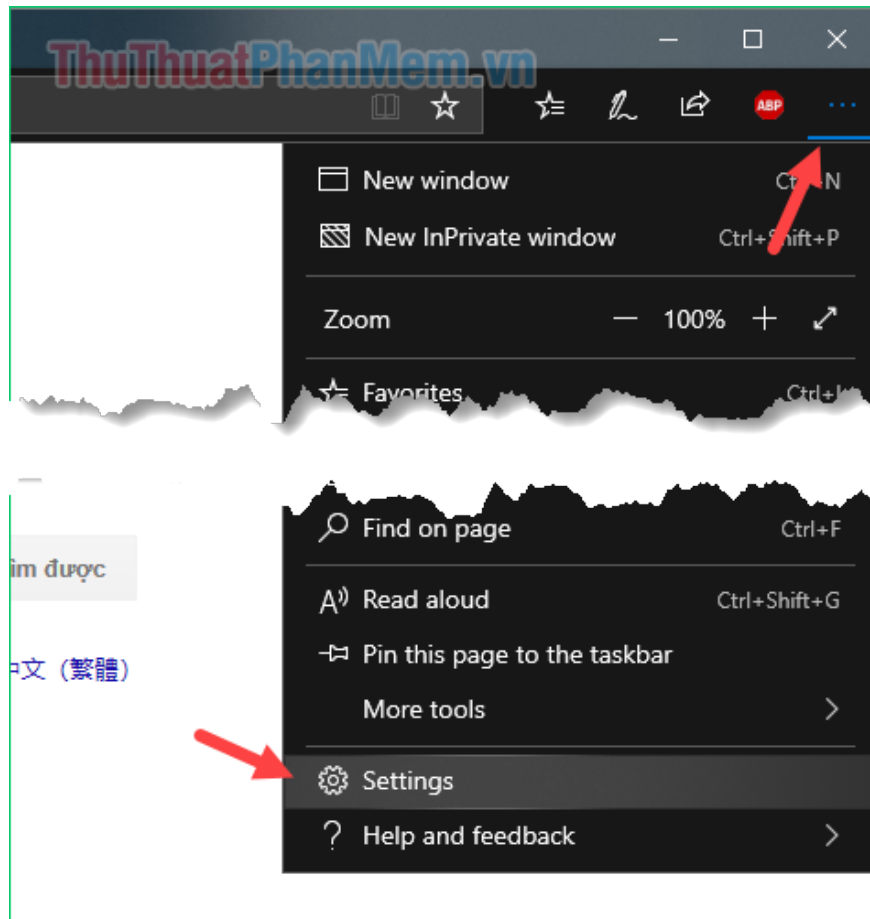 ThuThuatPhanMem.vn
ABP
New window
New InPrivate window Ctrl+Shift+P
Zoom 100%
Favorites
Find on page Ctrl+F
ìm được
Read aloud Ctrl+Shift+G
Pin this page to the taskbar
中文 (繁體)
More tools
Settings
Help and feedback